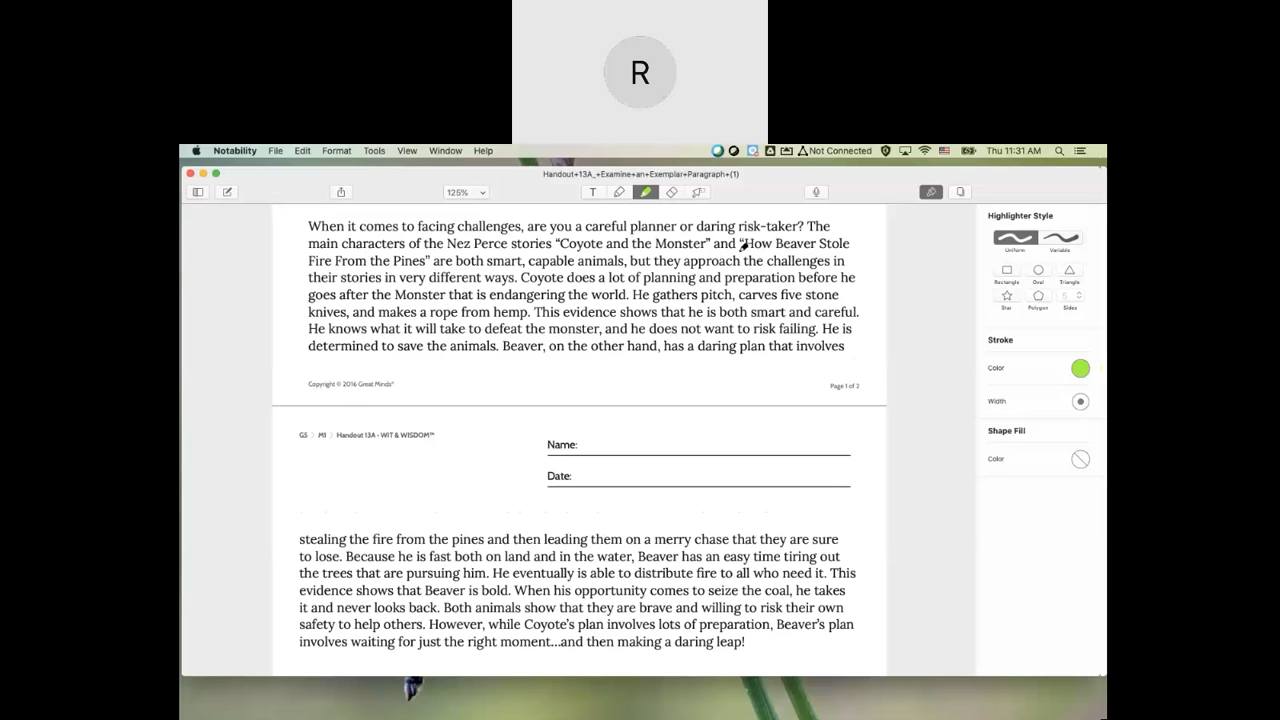 R
Notability File Edit Format Tools View Window Help Not Connected Thu 11:31 AM
Handout+13A_+Examine+an+Exemplar+Paragraph+(1)
125% T
When it comes to facing challenges, are you a careful planner or daring risk-taker? The
main characters of the Nez Perce stories “Coyote and the Monster” and “How Beaver Stole
Fire From the Pines” are both smart, capable animals, but they approach the challenges in
their stories in very different ways. Coyote does a lot of planning and preparation before he
goes after the Monster that is endangering the world. He gathers pitch, carves five stone
knives, and makes a rope from hemp. This evidence shows that he is both smart and careful.
He knows what it will take to defeat the monster, and he does not want to risk failing. He is
determined to save the animals. Beaver, on the other hand, has a daring plan that involves
Copyright © 2016 Great Minds®
Page 1 of 2
G5 > M1 > Handout 13A • WIT & WISDOM™
Name:
Date:
stealing the fire from the pines and then leading them on a merry chase that they are sure
to lose. Because he is fast both on land and in the water, Beaver has an easy time tiring out
the trees that are pursuing him. He eventually is able to distribute fire to all who need it. This
evidence shows that Beaver is bold. When his opportunity comes to seize the coal, he takes
it and never looks back. Both animals show that they are brave and willing to risk their own
safety to help others. However, while Coyote’s plan involves lots of preparation, Beaver’s plan
involves waiting for just the right moment…and then making a daring leap!
Highlighter Style
Uniform Variable
Rectangle Oval Triangle
5
Star Polygon Sides
Stroke
Color
Width
Shape Fill
Color